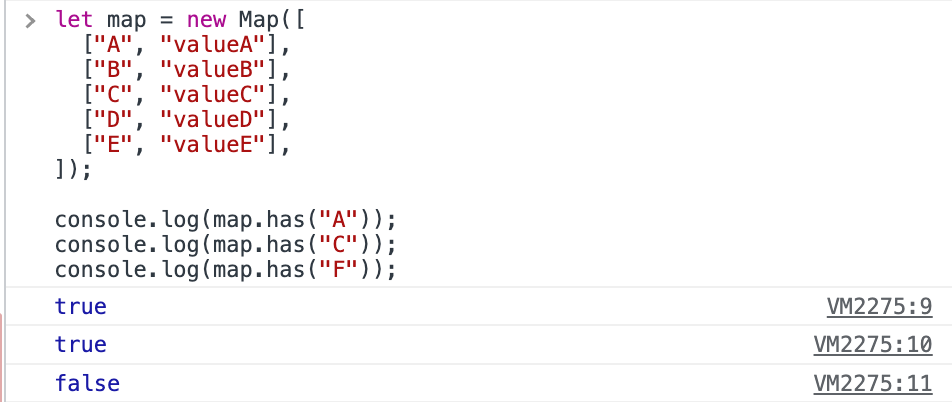 > let map = new Map([
  ["A", "valueA"],
  ["B", "valueB"],
  ["C", "valueC"],
  ["D", "valueD"],
  ["E", "valueE"],
]);

console.log(map.has("A"));
console.log(map.has("C"));
console.log(map.has("F"));
true VM2275:9
true VM2275:10
false VM2275:11